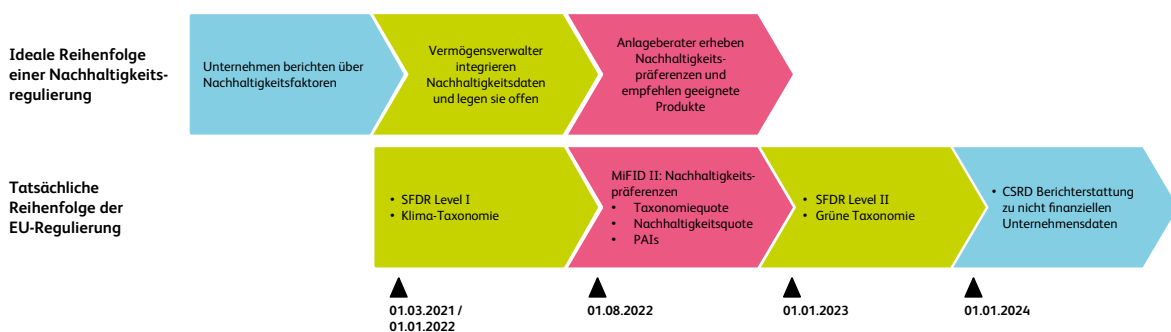 Ideale Reihenfolge
einer Nachhaltigkeits-
regulierung
Unternehmen berichten über
Nachhaltigkeitsfaktoren
Vermögensverwalter
integrieren
Nachhaltigkeitsdaten
und legen sie offen
Anlageberater erheben
Nachhaltigkeits-
präferenzen und
empfehlen geeignete
Produkte
Tatsächliche
Reihenfolge der
EU-Regulierung
• SFDR Level I
• Klima-Taxonomie
MiFID II: Nachhaltigkeits-
präferenzen
• Taxonomiequote
• Nachhaltigkeitsquote
• PAIs
• SFDR Level II
• Grüne Taxonomie
• CSRD Berichterstattung
zu nicht finanziellen
Unternehmensdaten
01.03.2021 /
01.01.2022
01.08.2022
01.01.2023
01.01.2024